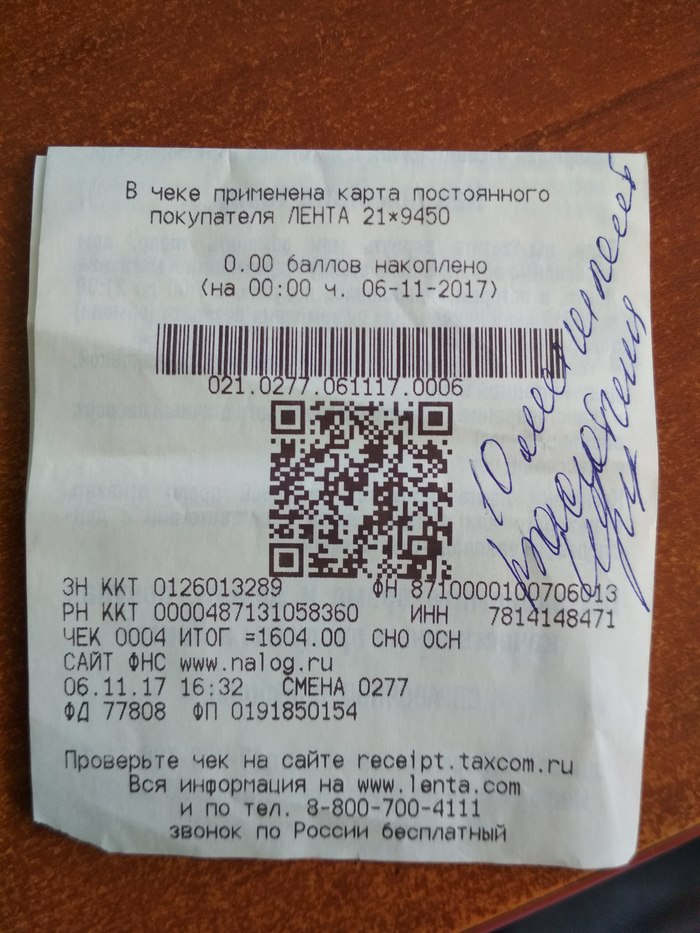 В чеке применена карта постоянного
покупателя ЛЕНТА 21*9450
0.00 баллов накоплено
(на 00:00 ч. 06-11-2017)
021.0277.061117.0006
10
ЗН ККТ 0126013289 ФН 8710000100706013
РН ККТ 0000487131058360 ИНН 7814148471
ЧЕК 0004 ИТОГ =1604.00 СНО ОСН
САЙТ ФНС www.nalog.ru
06.11.17 16:32 СМЕНА 0277
ФД 77808 ФП 0191850154
Проверьте чек на сайте receipt.taxcom.ru
Вся информация на www.lenta.com
и по тел. 8-800-700-4111
звонок по России бесплатный